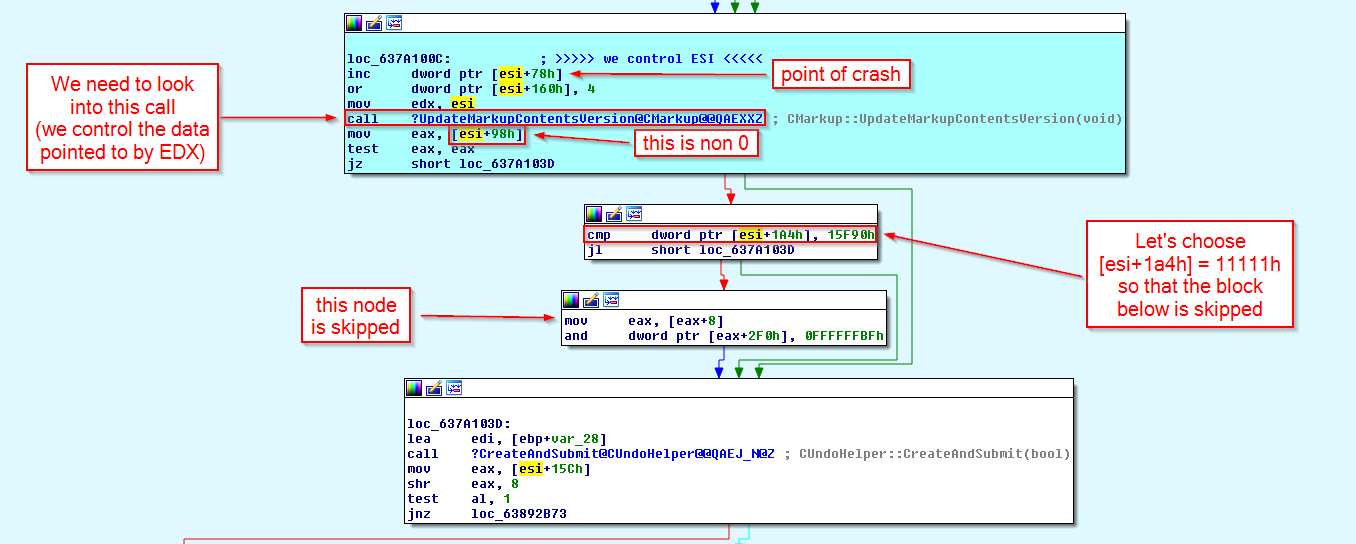 loc_637A100C: ; >>>>> we control ESI <<<<<
inc dword ptr [esi+78h]
or dword ptr [esi+160h], 4
mov edx, esi
call ?UpdateMarkupContentsVersion@CMarkup@@QAEXXZ ; CMarkup::UpdateMarkupContentsVersion(void)
mov eax, [esi+98h]
test eax, eax
jz short loc_637A103D
point of crash
We need to look
into this call
(we control the data
pointed to by EDX)
this is non 0
cmp dword ptr [esi+1A4h], 15F90h
jl short loc_637A103D
Let's choose
[esi+1a4h] = 11111h
so that the block
below is skipped
this node
is skipped
mov eax, [eax+8]
and dword ptr [eax+2F0h], 0FFFFFFBFh
loc_637A103D:
lea edi, [ebp+var_28]
call ?CreateAndSubmit@CUndoHelper@@QAEJ_N@Z ; CUndoHelper::CreateAndSubmit(bool)
mov eax, [esi+15Ch]
shr eax, 8
test al, 1
jnz loc_63892B73